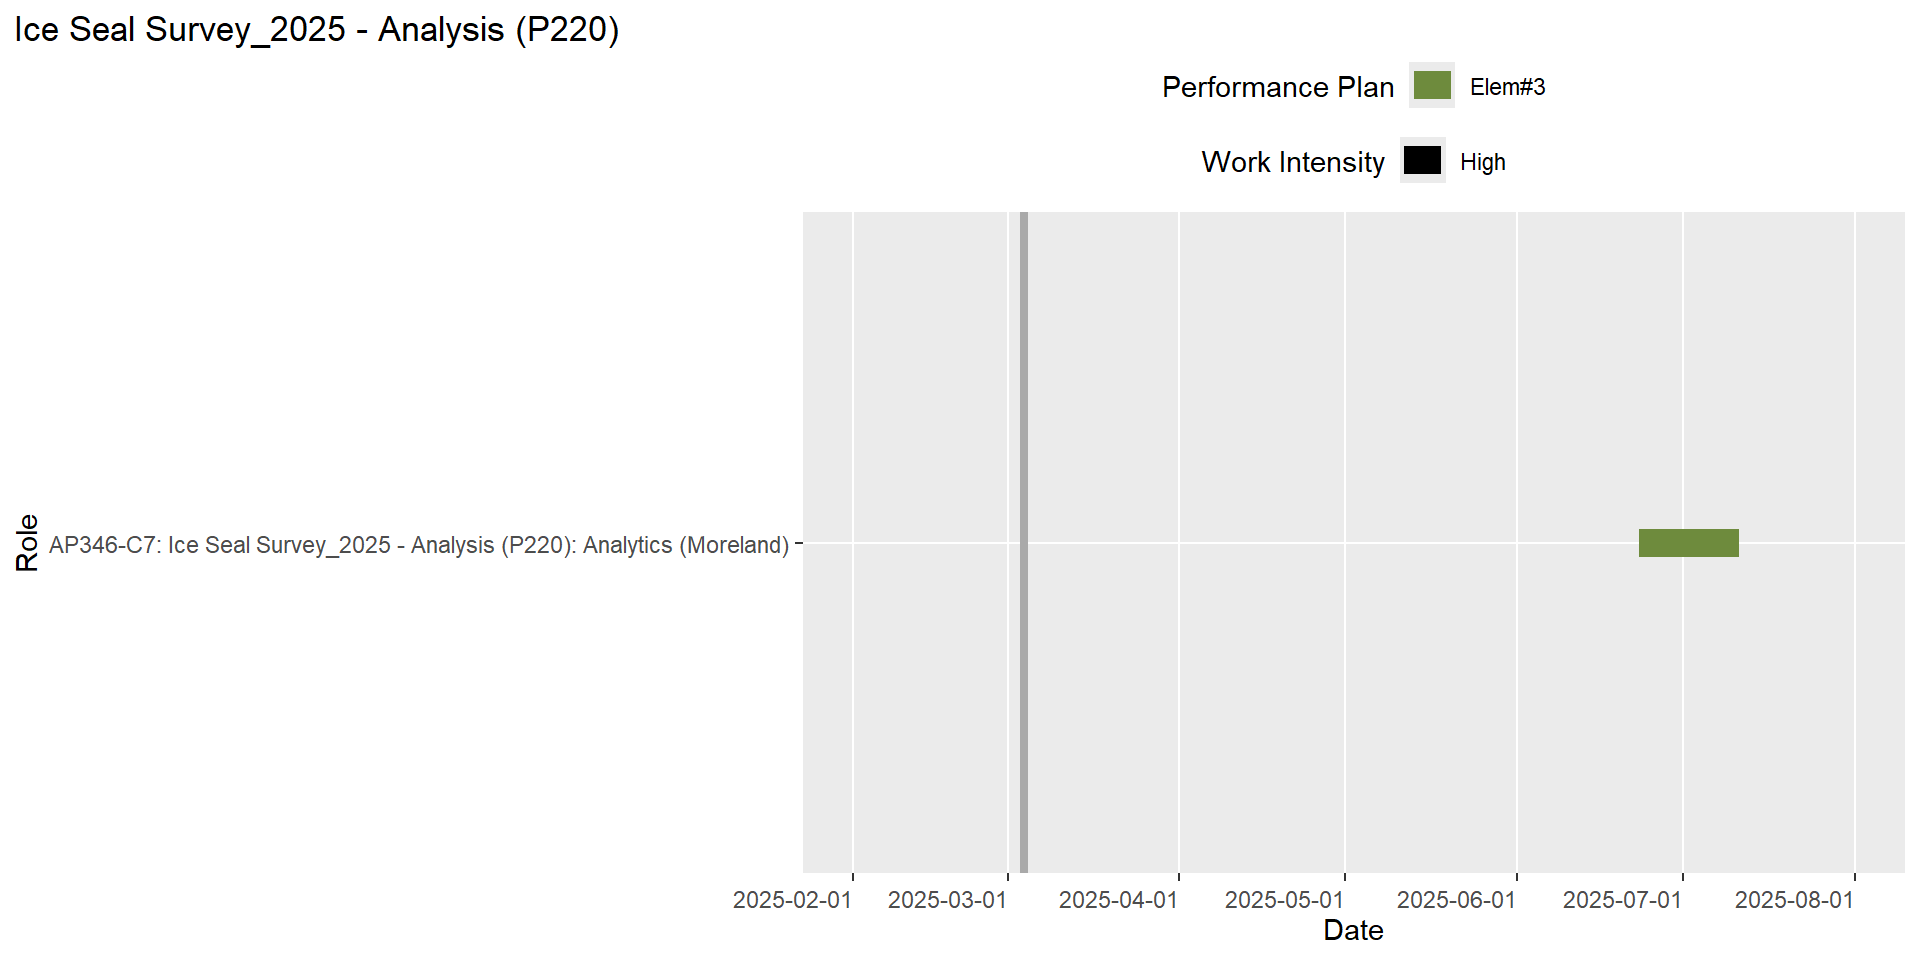 Ice Seal Survey_2025 - Analysis (P220)
Performance Plan Elem#3
Work Intensity High
Role
AP346-C7: Ice Seal Survey_2025 - Analysis (P220): Analytics (Moreland)
2025-02-01 2025-03-01 2025-04-01 2025-05-01 2025-06-01 2025-07-01 2025-08-01
Date